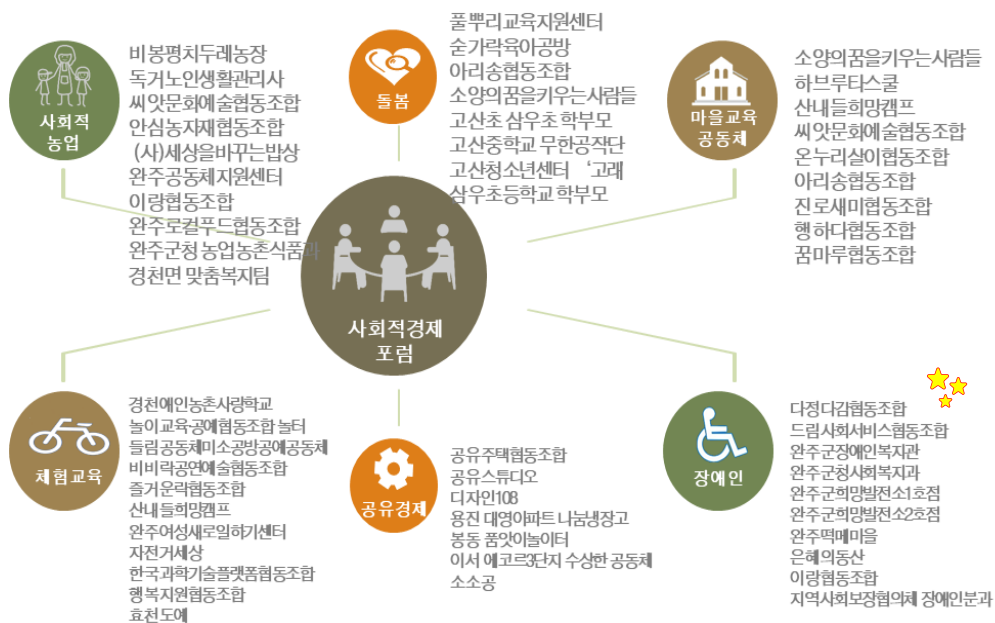 사회적
농업
비봉평치두레농장
독거노인생활관리사
씨앗문화예술협동조합
안심농자재협동조합
(사)세상을바꾸는밥상
완주공동체지원센터
이랑협동조합
완주로컬푸드협동조합
완주군청 농업농촌식품과
경천면 맞춤복지팀
돌봄
풀뿌리교육지원센터
숟가락육아공방
아리송협동조합
소양의꿈을키우는사람들
고산초 삼우초 학부모
고산중학교 무한공작단
고산청소년센터 ‘고래
삼우초등학교 학부모
마을교육
공동체
소양의꿈을키우는사람들
하브루타스쿨
산내들희망캠프
씨앗문화예술협동조합
온누리살이협동조합
아리송협동조합
진로새미협동조합
행하다협동조합
꿈마루협동조합
사회적경제
포럼
체험교육
경천애인농촌사랑학교
놀이교육·공예협동조합 놀터
들림공동체미소공방공예공동체
비비락공연예술협동조합
즐거운락협동조합
산내들희망캠프
완주여성새로일하기센터
자전거세상
한국과학기술플랫폼협동조합
행복지원협동조합
효천도예
공유경제
공유주택협동조합
공유스튜디오
디자인108
용진 대영아파트 나눔냉장고
봉동 품앗이놀이터
이서 에코르3단지 수상한 공동체
소소공
장애인
다정다감협동조합
드림사회서비스협동조합
완주군장애인복지관
완주군청사회복지과
완주군희망발전소1호점
완주군희망발전소2호점
완주떡메마을
은혜의동산
이랑협동조합
지역사회보장협의체 장애인분과